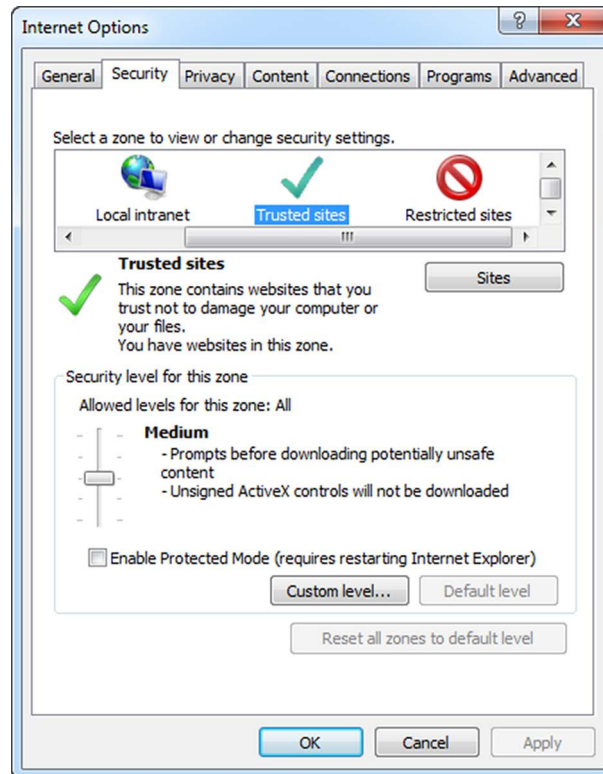 Internet Options
?
General Security Privacy Content Connections Programs Advanced
Select a zone to view or change security settings.
Local intranet Trusted sites Restricted sites
Trusted sites
Sites
This zone contains websites that you
trust not to damage your computer or
your files.
You have websites in this zone.
Security level for this zone
Allowed levels for this zone: All
Medium
- Prompts before downloading potentially unsafe
content
- Unsigned ActiveX controls will not be downloaded
Enable Protected Mode (requires restarting Internet Explorer)
Custom level... Default level
Reset all zones to default level
OK Cancel Apply